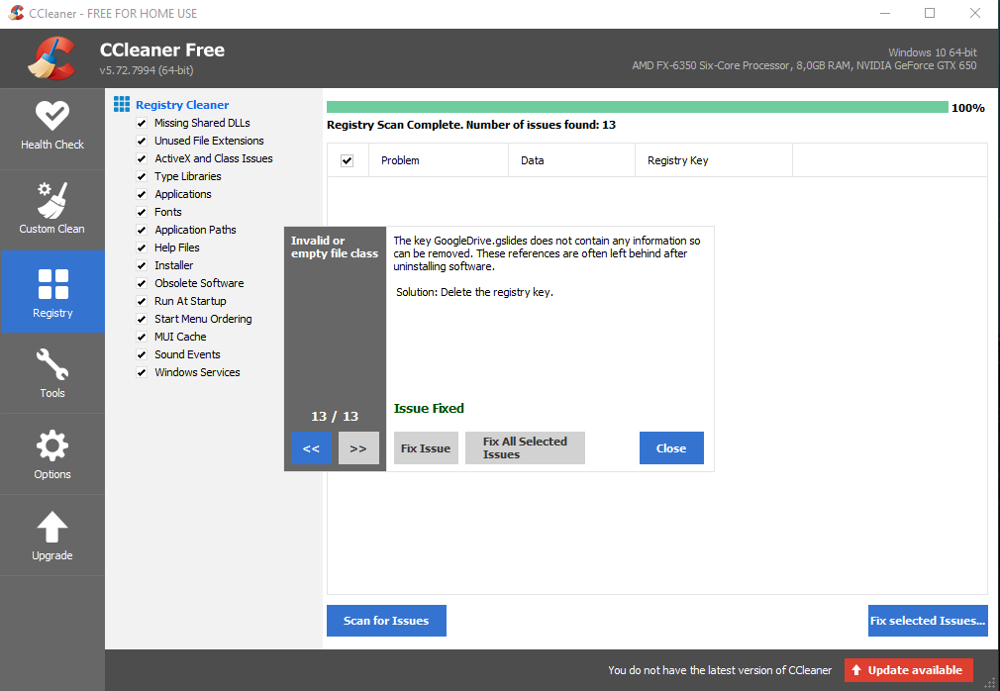 CCleaner - FREE FOR HOME USE
CCleaner Free
v5.72.7994 (64-bit)
Windows 10 64-bit
AMD FX-6350 Six-Core Processor, 8,0GB RAM, NVIDIA GeForce GTX 650
Health Check
Custom Clean
Registry
Tools
Options
Upgrade
Registry Cleaner
Missing Shared DLLs
Unused File Extensions
ActiveX and Class Issues
Type Libraries
Applications
Fonts
Application Paths
Help Files
Installer
Obsolete Software
Run At Startup
Start Menu Ordering
MUI Cache
Sound Events
Windows Services
100%
Registry Scan Complete. Number of issues found: 13
Problem Data Registry Key
Invalid or
empty file class
13 / 13
<< >>
The key GoogleDrive.gslides does not contain any information so
can be removed. These references are often left behind after
uninstalling software.
Solution: Delete the registry key.
Issue Fixed
Fix Issue
Fix All Selected
Issues
Close
Scan for Issues
Fix selected Issues...
You do not have the latest version of CCleaner
Update available